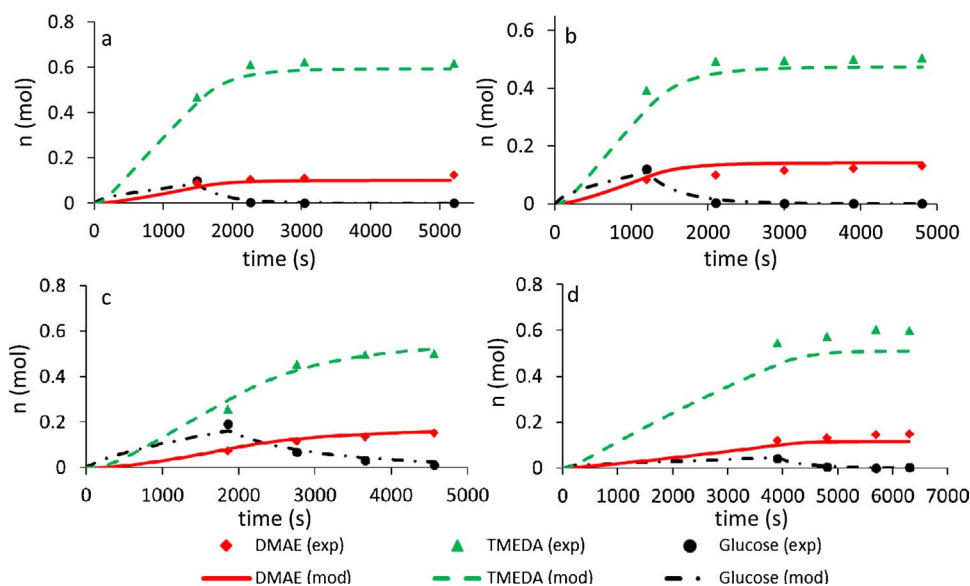 a
n (mol)
0.6
0.4
0.2
0
0 1000 2000 3000 4000 5000
time (s)
b
n (mol)
0.6
0.4
0.2
0
0 1000 2000 3000 4000 5000
time (s)
c
n (mol)
0.8
0.6
0.4
0.2
0
0 1000 2000 3000 4000 5000
time (s)
d
n (mol)
0.8
0.6
0.4
0.2
0
0 1000 2000 3000 4000 5000 6000 7000
time (s)
DMAE (exp) TMEDA (exp) Glucose (exp)
DMAE (mod) TMEDA (mod) Glucose (mod)